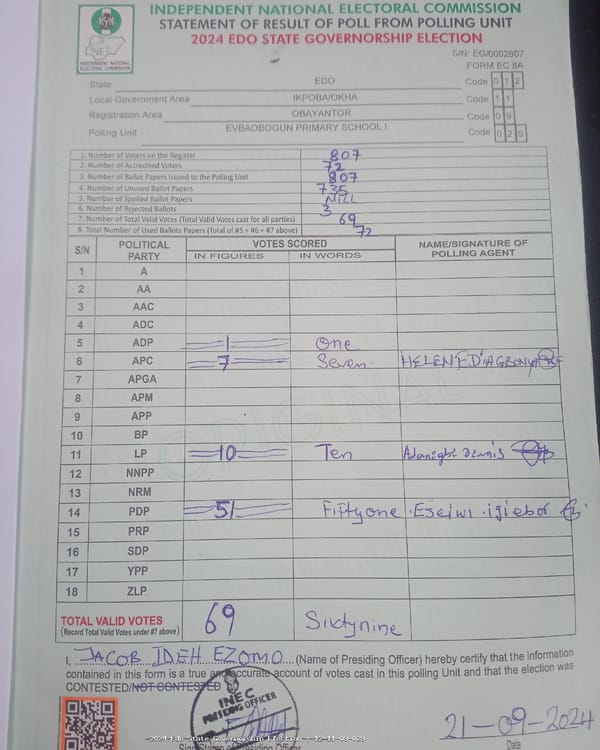 INDEPENDENT NATIONAL ELECTORAL COMMISSION
STATEMENT OF RESULT OF POLL FROM POLLING UNIT
2024 EDO STATE GOVERNORSHIP ELECTION
INEC
INDEPENDENT NATIONAL
ELECTORAL COMMISSION
S/N: EG/0002607
FORM EC 8A
State EDO Code 0 1 2
Local Government Area IKPOBA/OKHA Code 1 1
Registration Area OBAYANTOR Code 0 9
Polling Unit EVBAOBOGUN PRIMARY SCHOOL I Code 0 2 9
1. Number of Voters on the Register 807
2. Number of Accredited Voters 72
3. Number of Ballot Papers Issued to the Polling Unit 807
4. Number of Unused Ballot Papers 735
5. Number of Spoiled Ballot Papers NILL
6. Number of Rejected Ballots 3
7. Number of Total Valid Votes (Total Valid Votes cast for all parties) 69
8. Total Number of Used Ballots Papers (Total of #5 + #6 + #7 above) 72
S/N POLITICAL PARTY VOTES SCORED NAME/SIGNATURE OF POLLING AGENT
IN FIGURES IN WORDS
1 A
2 AA
3 AAC
4 ADC
5 ADP 1 One
6 APC 7 Seven HELEN
7 APGA
8 APM
9 APP
10 BP
11 LP 10 Ten Dennis
12 NNPP
13 NRM
14 PDP 51 Fiftyone Eseiwi igiebor
15 PRP
16 SDP
17 YPP
18 ZLP
ORIGINAL
TOTAL VALID VOTES 69 Sixtynine
(Record Total Valid Votes under #7 above)
I, JACOB IDEH EZOMO (Name of Presiding Officer) hereby certify that the information
contained in this form is a true and accurate account of votes cast in this polling Unit and that the election was
CONTESTED/NOT CONTESTED
INEC
PRESIDING OFFICER
21-09-2024
2024 Edo State Governorship Election - 12-11-09-029
Signature of Presiding Officer
Date